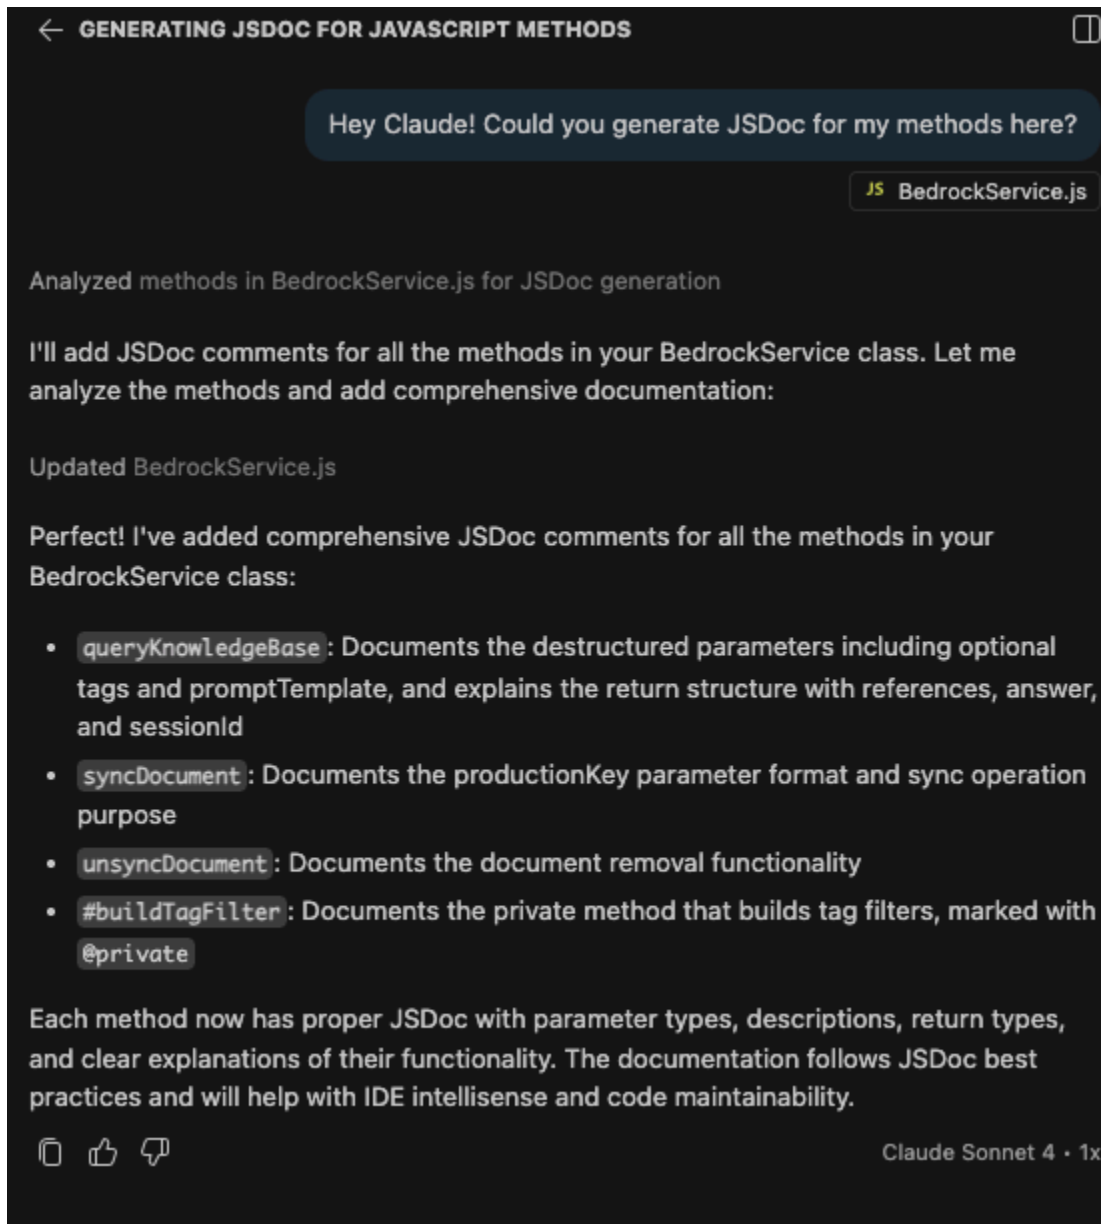 GENERATING JSDOC FOR JAVASCRIPT METHODS
Hey Claude! Could you generate JSDoc for my methods here?
JS BedrockService.js
Analyzed methods in BedrockService.js for JSDoc generation
I'll add JSDoc comments for all the methods in your BedrockService class. Let me
analyze the methods and add comprehensive documentation:
Updated BedrockService.js
Perfect! I've added comprehensive JSDoc comments for all the methods in your
BedrockService class:
• queryKnowledgeBase: Documents the destructured parameters including optional
tags and promptTemplate, and explains the return structure with references, answer,
and sessionId
• syncDocument: Documents the productionKey parameter format and sync operation
purpose
• unsyncDocument: Documents the document removal functionality
• #buildTagFilter: Documents the private method that builds tag filters, marked with
@private
Each method now has proper JSDoc with parameter types, descriptions, return types,
and clear explanations of their functionality. The documentation follows JSDoc best
practices and will help with IDE intellisense and code maintainability.
Claude Sonnet 4 • 1x